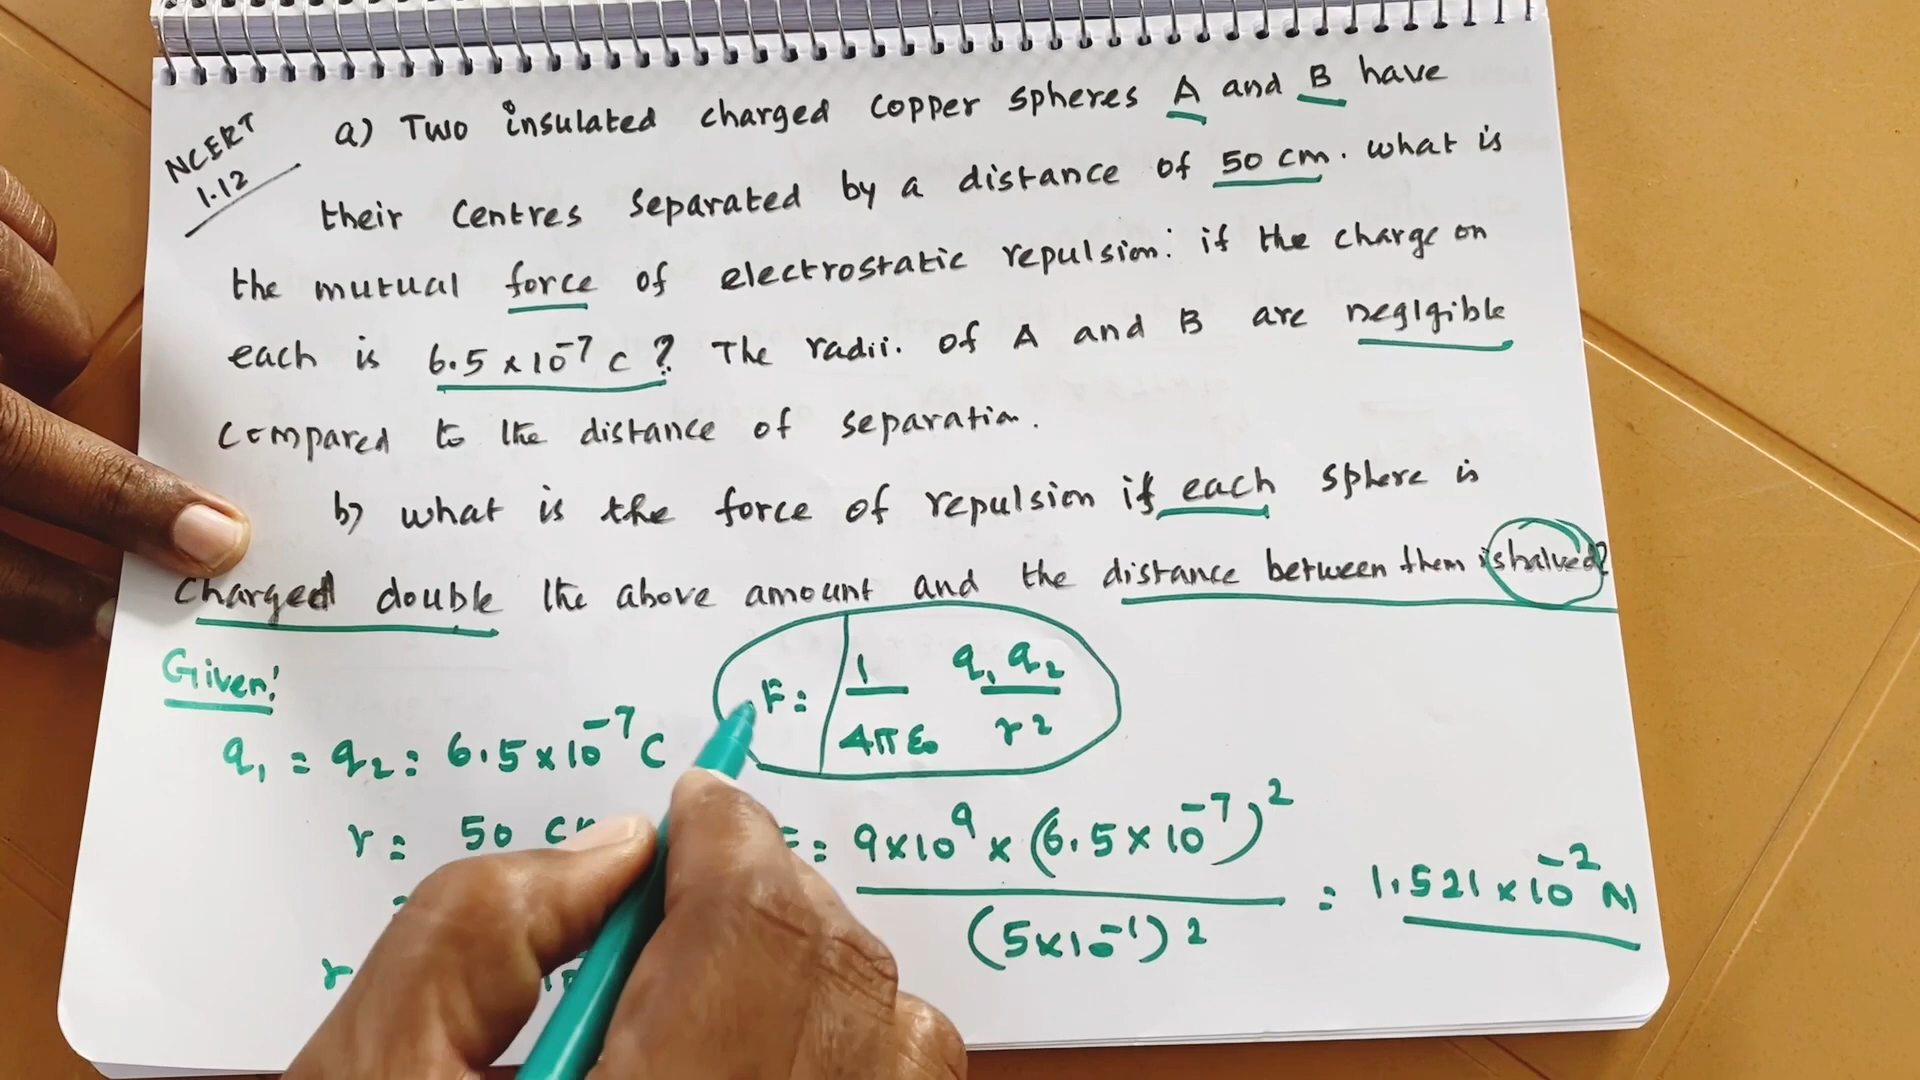 NCERT
1.12
a) Two insulated charged copper spheres A and B have
their centres separated by a distance of 50 cm. what is
the mutual force of electrostatic repulsion: if the charge on
each is 6.5 x 10⁻⁷ C? The radii. of A and B are neglgible
compared to the distance of separation.
b) what is the force of repulsion if each sphere is
Charged double the above amount and the distance between them is halved?
Given:
q₁ = q₂ = 6.5 x 10⁻⁷ C
F = 1/4πε₀ q₁ q₂/r²
r = 50
= 9x10⁹ x (6.5 x 10⁻⁷)² / (5x10⁻¹)² = 1.521 x 10⁻² N
r